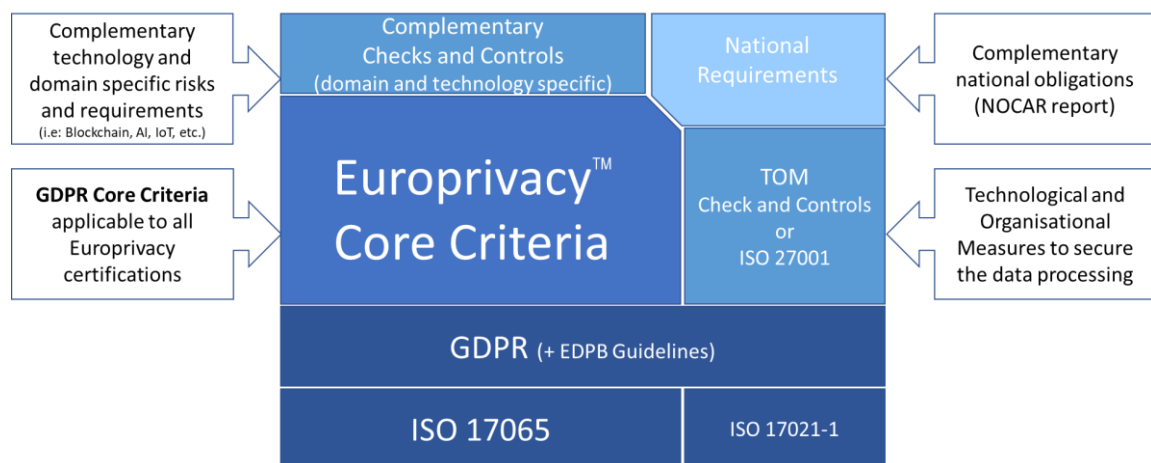 Complementary
technology and
domain specific risks
and requirements
(i.e: Blockchain, AI, IoT, etc.)
Complementary
Checks and Controls
(domain and technology specific)
National
Requirements
Complementary
national obligations
(NOCAR report)
GDPR Core Criteria
applicable to all
Europrivacy
certifications
Europrivacy™
Core Criteria
TOM
Check and Controls
or
ISO 27001
Technological and
Organisational
Measures to secure
the data processing
GDPR (+ EDPB Guidelines)
ISO 17065
ISO 17021-1